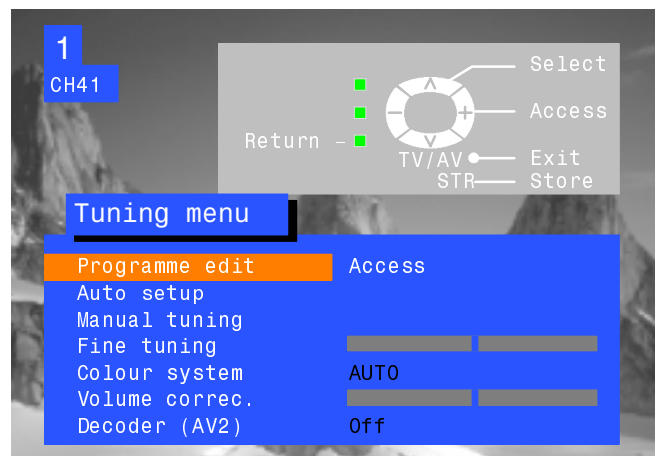 1
CH41
Select
Access
Return
TV/AV Exit
STR Store
Tuning menu
Programme edit Access
Auto setup
Manual tuning
Fine tuning
Colour system AUTO
Volume correc.
Decoder (AV2) Off